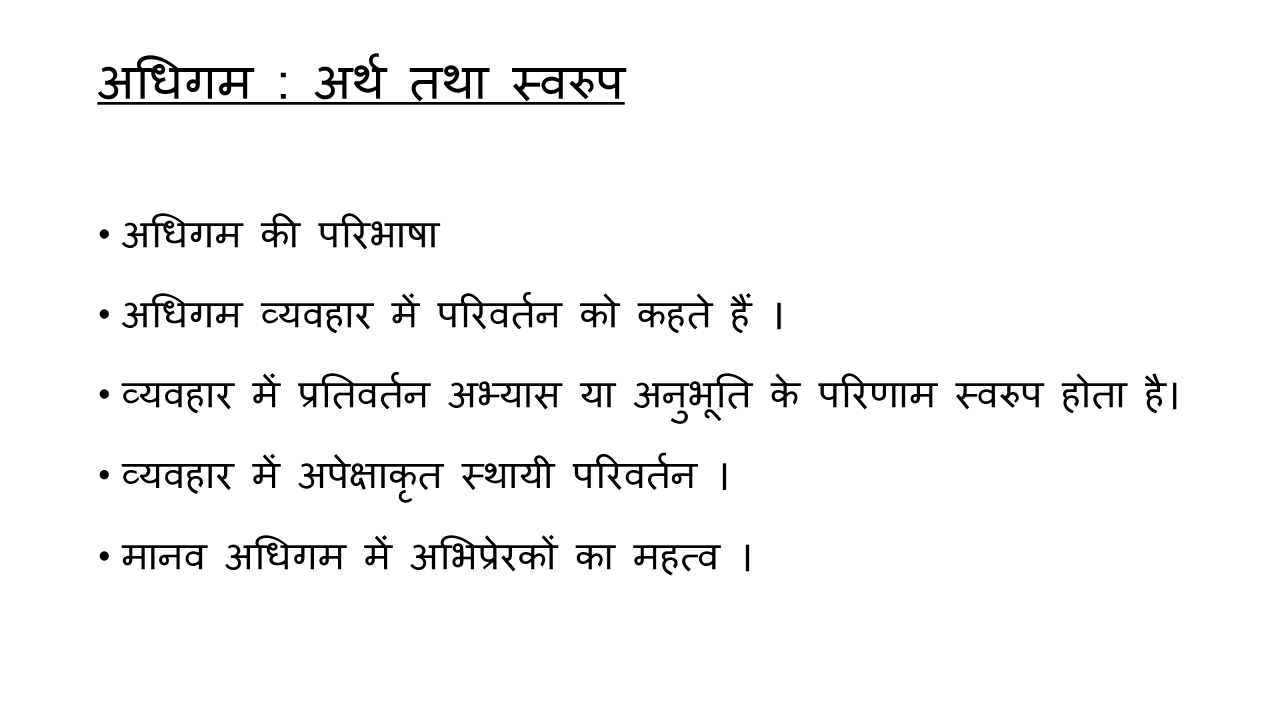 अधिगम : अर्थ तथा स्वरुप
• अधिगम की परिभाषा
• अधिगम व्यवहार में परिवर्तन को कहते हैं ।
• व्यवहार में प्रतिवर्तन अभ्यास या अनुभूति के परिणाम स्वरुप होता है।
• व्यवहार में अपेक्षाकृत स्थायी परिवर्तन ।
• मानव अधिगम में अभिप्रेरकों का महत्व ।